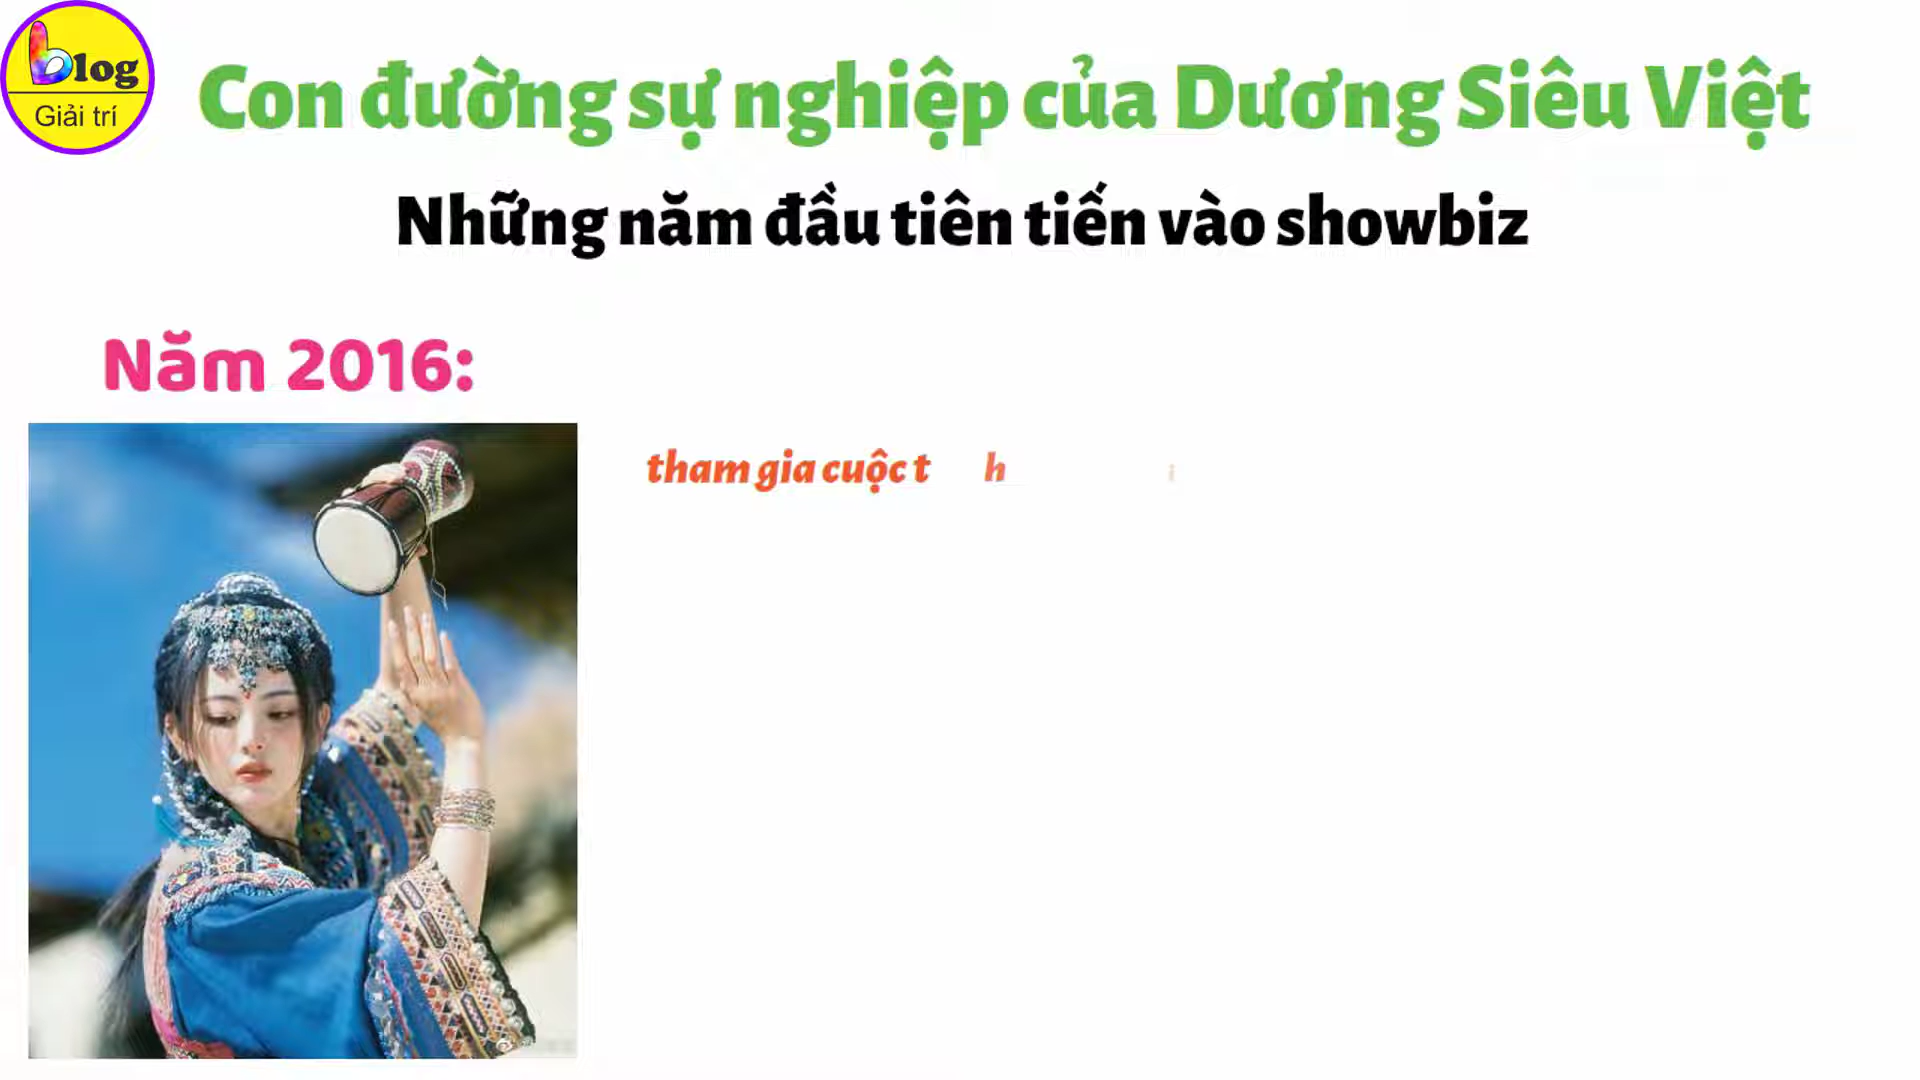 blog
Giải trí
Con đường sự nghiệp của Dương Siêu Việt
Những năm đầu tiên tiến vào showbiz
Năm 2016:
tham gia cuộc t h i